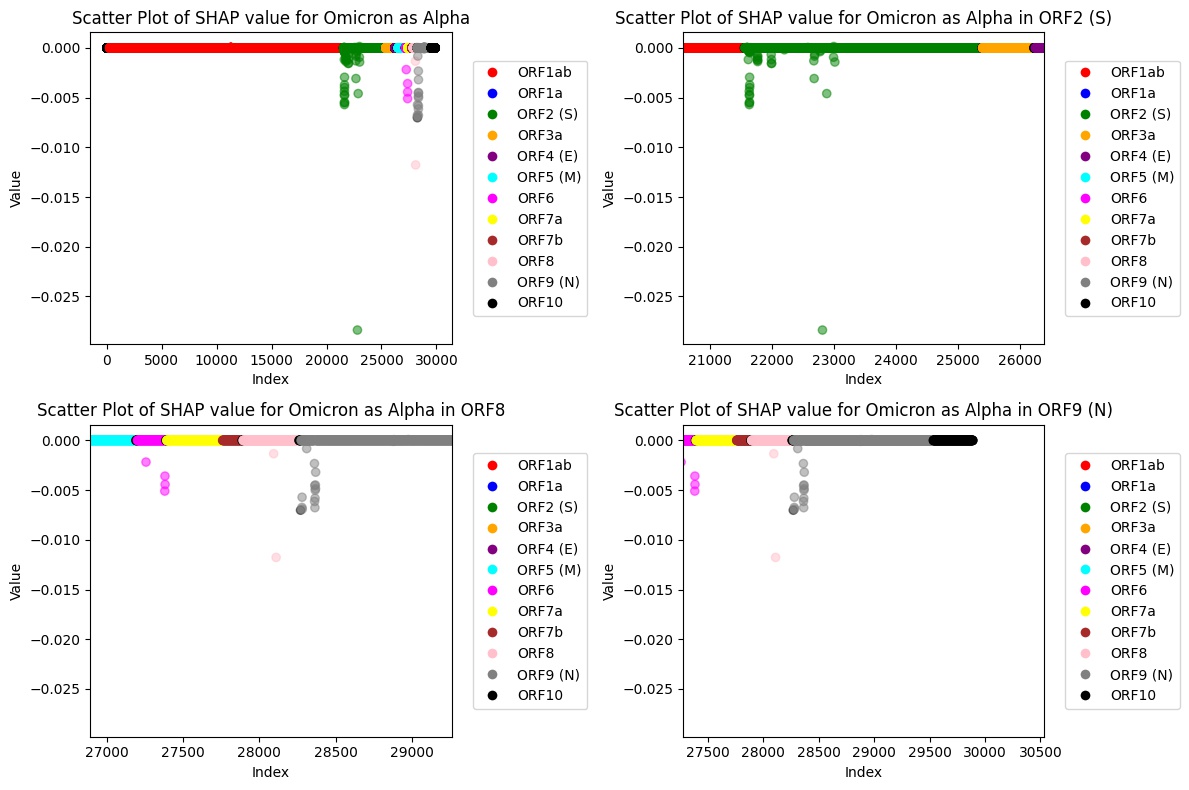 Scatter Plot of SHAP value for Omicron as Alpha
Value
0.000
−0.005
−0.010
−0.015
−0.020
−0.025
0
5000
10000
15000
20000
25000
30000
Index
ORF1ab
ORF1a
ORF2 (S)
ORF3a
ORF4 (E)
ORF5 (M)
ORF6
ORF7a
ORF7b
ORF8
ORF9 (N)
ORF10
Scatter Plot of SHAP value for Omicron as Alpha in ORF2 (S)
Value
0.000
−0.005
−0.010
−0.015
−0.020
−0.025
21000
22000
23000
24000
25000
26000
Index
ORF1ab
ORF1a
ORF2 (S)
ORF3a
ORF4 (E)
ORF5 (M)
ORF6
ORF7a
ORF7b
ORF8
ORF9 (N)
ORF10
Scatter Plot of SHAP value for Omicron as Alpha in ORF8
Value
0.000
−0.005
−0.010
−0.015
−0.020
−0.025
27000
27500
28000
28500
29000
Index
ORF1ab
ORF1a
ORF2 (S)
ORF3a
ORF4 (E)
ORF5 (M)
ORF6
ORF7a
ORF7b
ORF8
ORF9 (N)
ORF10
Scatter Plot of SHAP value for Omicron as Alpha in ORF9 (N)
Value
0.000
−0.005
−0.010
−0.015
−0.020
−0.025
27500
28000
28500
29000
29500
30000
30500
Index
ORF1ab
ORF1a
ORF2 (S)
ORF3a
ORF4 (E)
ORF5 (M)
ORF6
ORF7a
ORF7b
ORF8
ORF9 (N)
ORF10